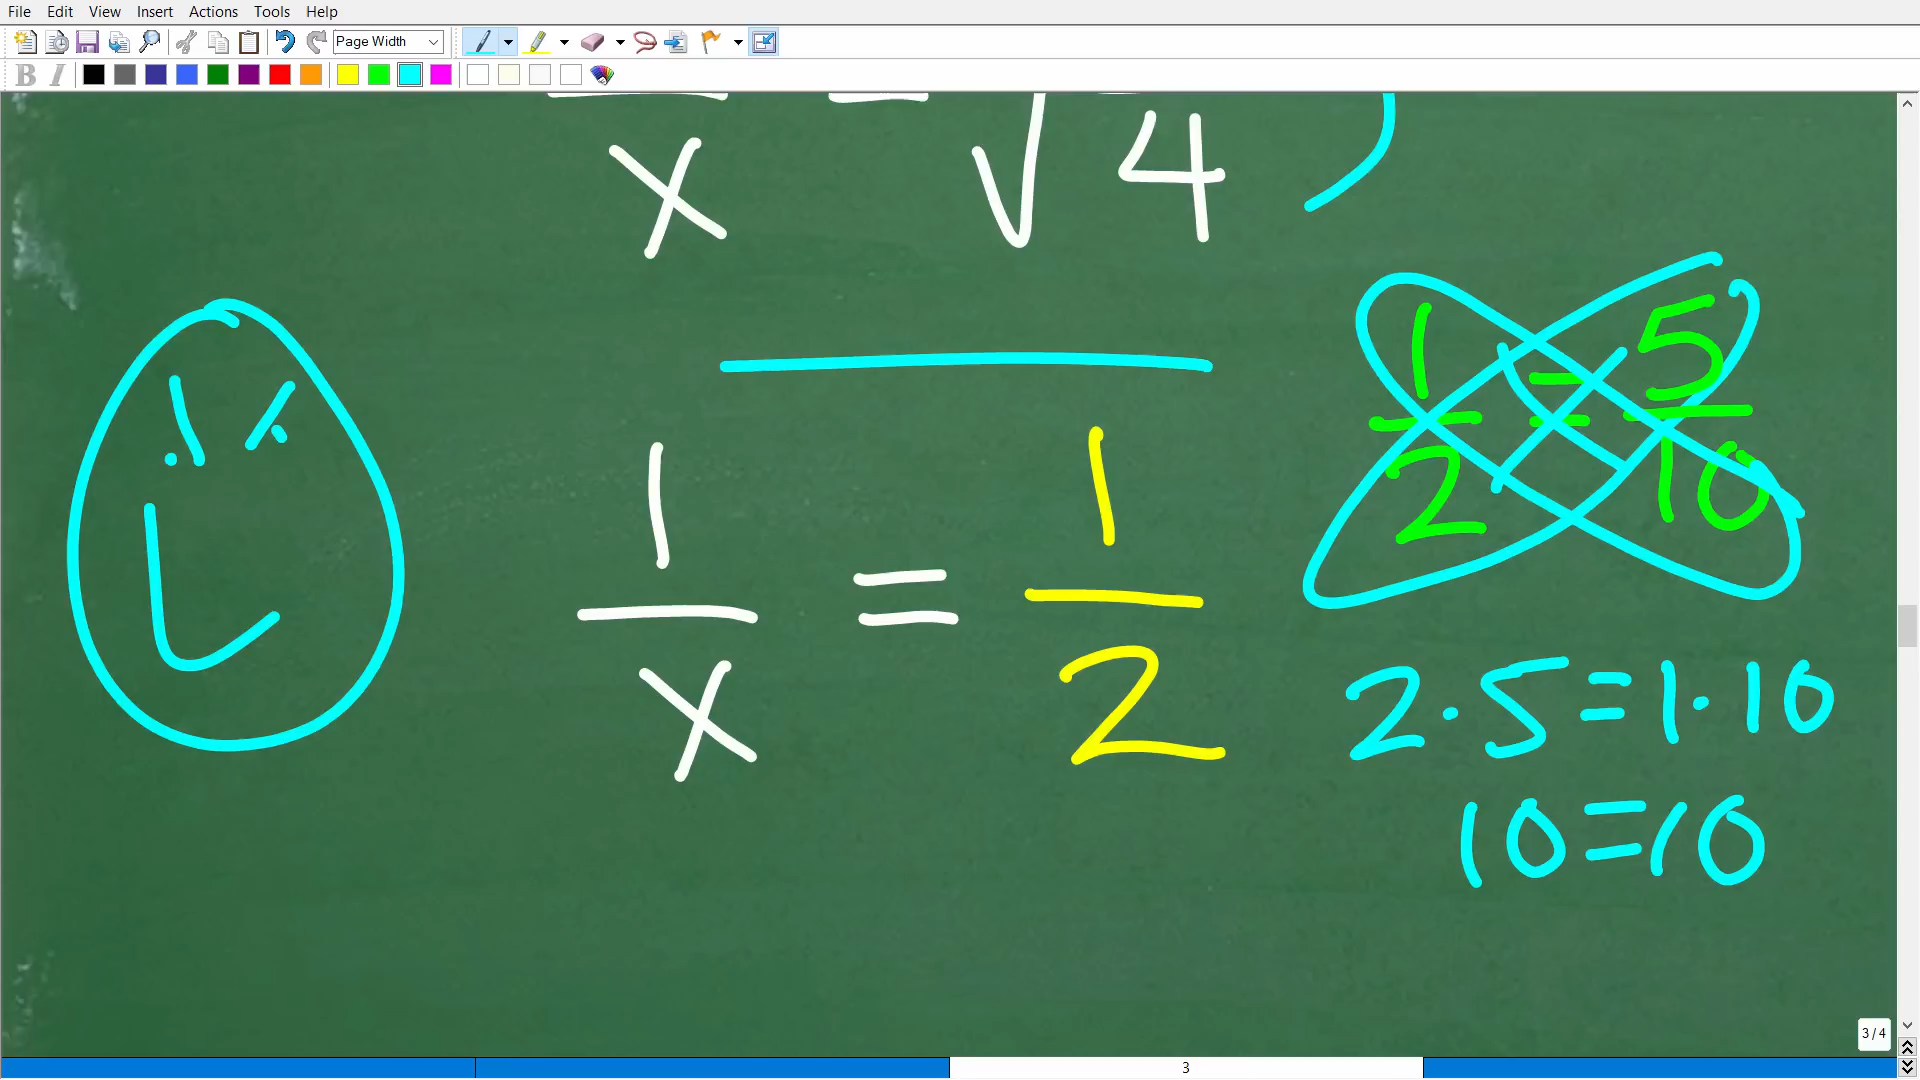 File Edit View Insert Actions Tools Help
Page Width
B I
x = √4
1/x = 1/2
1/2 = 5/10
2·5=1·10
10=10
3/4
3